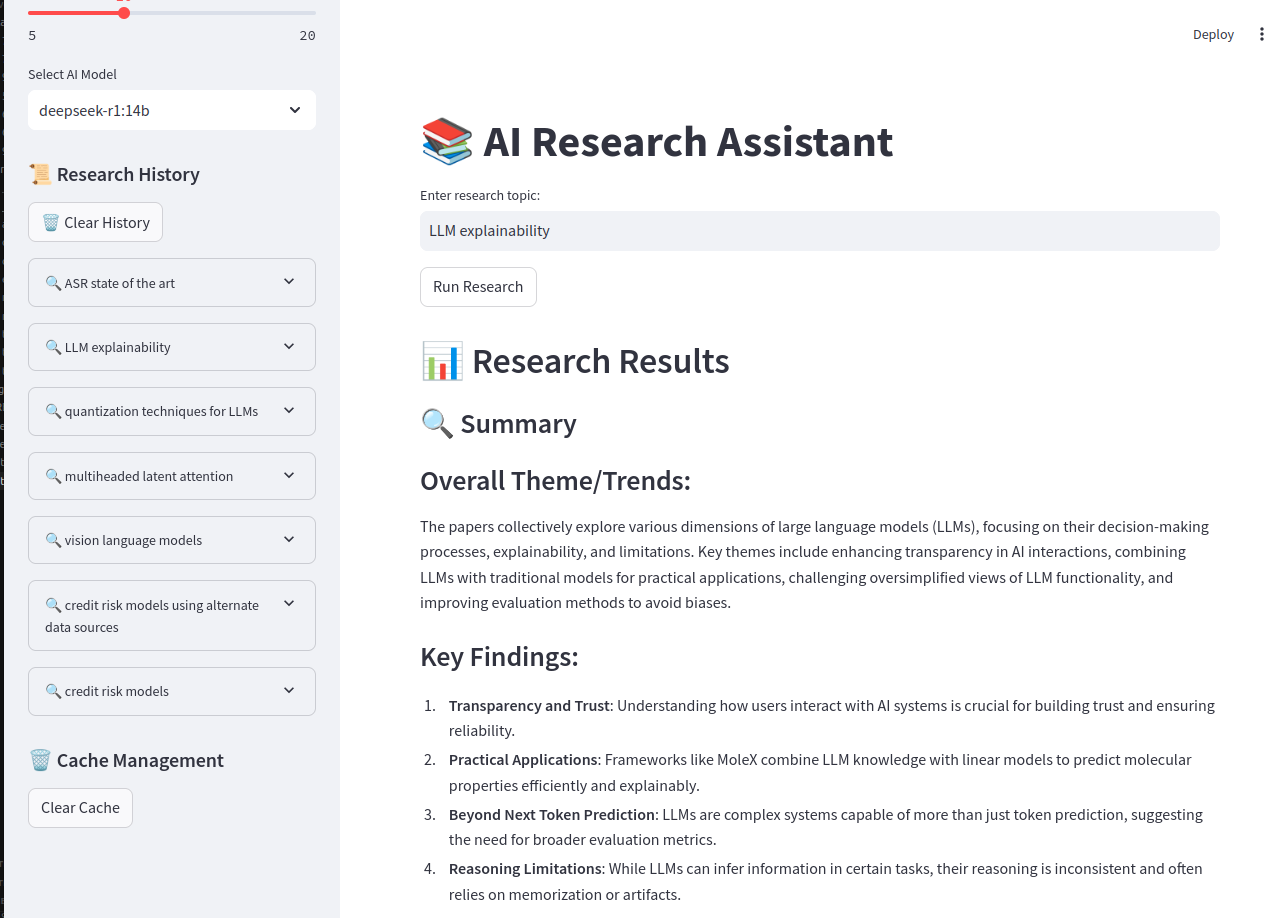 5
20
Select AI Model
deepseek-r1:14b
📜 Research History
🗑️ Clear History
🔍 ASR state of the art
🔍 LLM explainability
🔍 quantization techniques for LLMs
🔍 multiheaded latent attention
🔍 vision language models
🔍 credit risk models using alternate
data sources
🔍 credit risk models
🗑️ Cache Management
Clear Cache
Deploy
📚 AI Research Assistant
Enter research topic:
LLM explainability
Run Research
📊 Research Results
🔍 Summary
Overall Theme/Trends:
The papers collectively explore various dimensions of large language models (LLMs), focusing on their decision-making
processes, explainability, and limitations. Key themes include enhancing transparency in AI interactions, combining
LLMs with traditional models for practical applications, challenging oversimplified views of LLM functionality, and
improving evaluation methods to avoid biases.
Key Findings:
1. Transparency and Trust: Understanding how users interact with AI systems is crucial for building trust and ensuring
reliability.
2. Practical Applications: Frameworks like MoleX combine LLM knowledge with linear models to predict molecular
properties efficiently and explainably.
3. Beyond Next Token Prediction: LLMs are complex systems capable of more than just token prediction, suggesting
the need for broader evaluation metrics.
4. Reasoning Limitations: While LLMs can infer information in certain tasks, their reasoning is inconsistent and often
relies on memorization or artifacts.